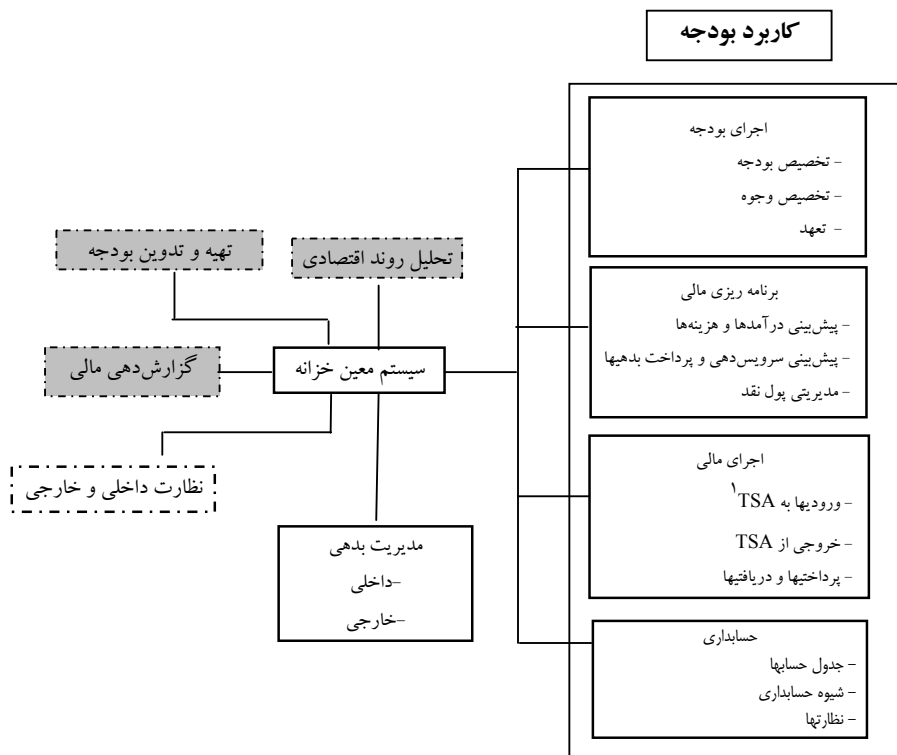 کاربرد بودجه
اجرای بودجه
- تخصیص بودجه
- تخصیص وجوه
- تعهد
برنامه ریزی مالی
- پیش‌بینی درآمدها و هزینه‌ها
- پیش‌بینی سرویس‌دهی و پرداخت بدهیها
- مدیریتی پول نقد
اجرای مالی
- ورودیها به TSA۱
- خروجی از TSA
- پرداختیها و دریافتیها
حسابداری
- جدول حسابها
- شیوه حسابداری
- نظارتها
تحلیل روند اقتصادی
تهیه و تدوین بودجه
سیستم معین خزانه
گزارش‌دهی مالی
نظارت داخلی و خارجی
مدیریت بدهی
-داخلی
-خارجی